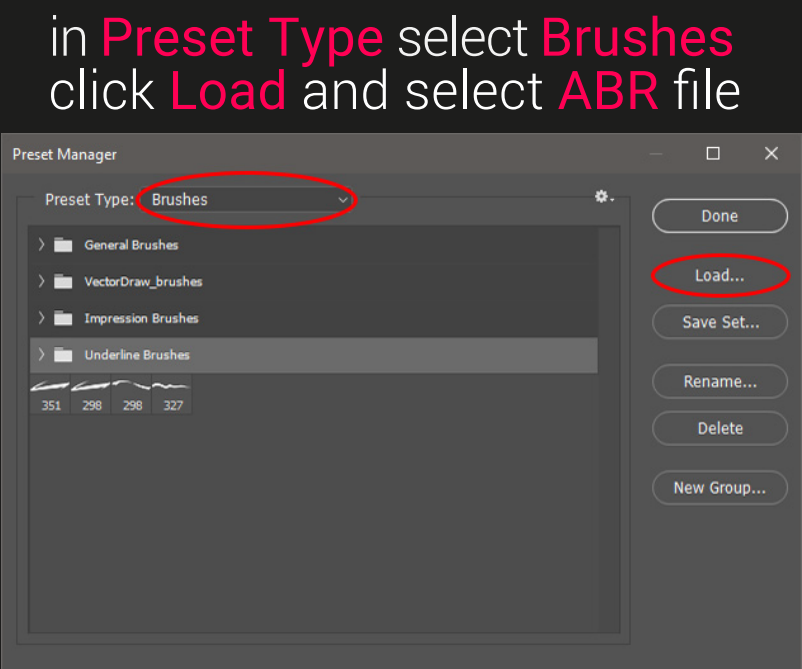 in Preset Type select Brushes
click Load and select ABR file
Preset Manager
Preset Type: Brushes
Done
General Brushes
VectorDraw_brushes
Load...
Impression Brushes
Save Set...
Underline Brushes
351 298 298 327
Rename...
Delete
New Group...